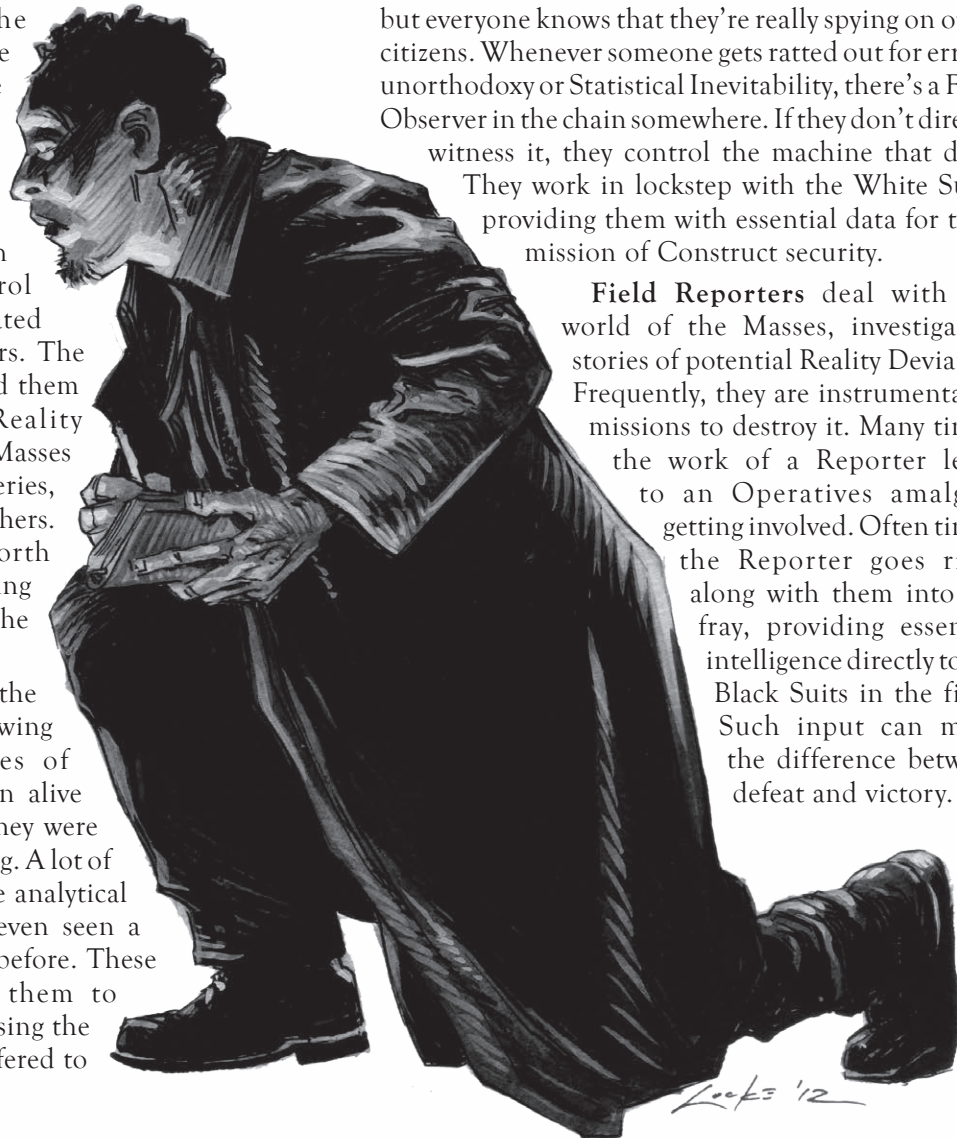 he
e
n
rol
ated
rs. The
d them
Reality
Masses
eries,
hers.
orth
ing
he
the
wing
es of
n alive
hey were
g. A lot of
e analytical
even seen a
before. These
them to
sing the
fered to
but everyone knows that they're really spying on o
citizens. Whenever someone gets ratted out for err
unorthodoxy or Statistical Inevitability, there's a F
Observer in the chain somewhere. If they don't dire
witness it, they control the machine that d
They work in lockstep with the White Su
providing them with essential data for t
mission of Construct security.
Field Reporters deal with
world of the Masses, investiga
stories of potential Reality Devia
Frequently, they are instrumenta
missions to destroy it. Many tim
the work of a Reporter le
to an Operatives amalg
getting involved. Often tim
the Reporter goes ri
along with them into
fray, providing essen
intelligence directly to
Black Suits in the fi
Such input can m
the difference betw
defeat and victory.
Locke '12